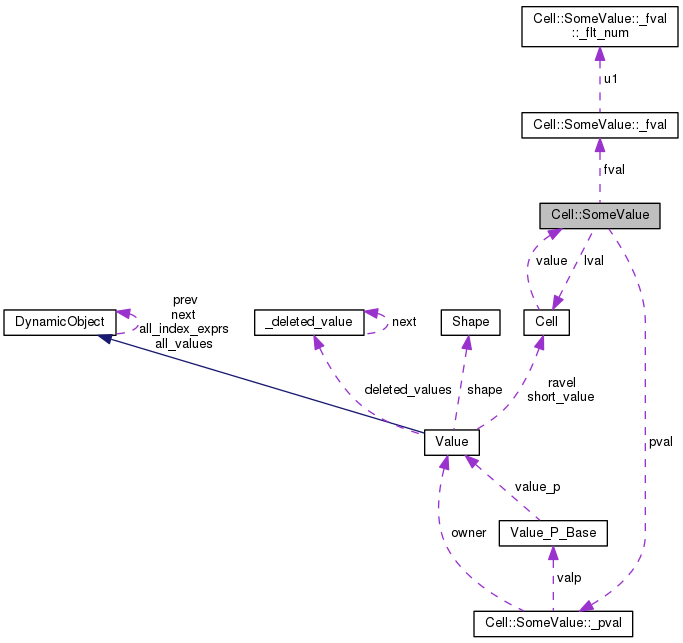 Cell::SomeValue::_fval
::_flt_num
u1
Cell::SomeValue::_fval
fval
Cell::SomeValue
value
lval
prev
next
all_index_exprs
all_values
DynamicObject
_deleted_value
next
Shape
Cell
deleted_values
shape
ravel
short_value
Value
pval
value_p
owner
Value_P_Base
valp
Cell::SomeValue::_pval